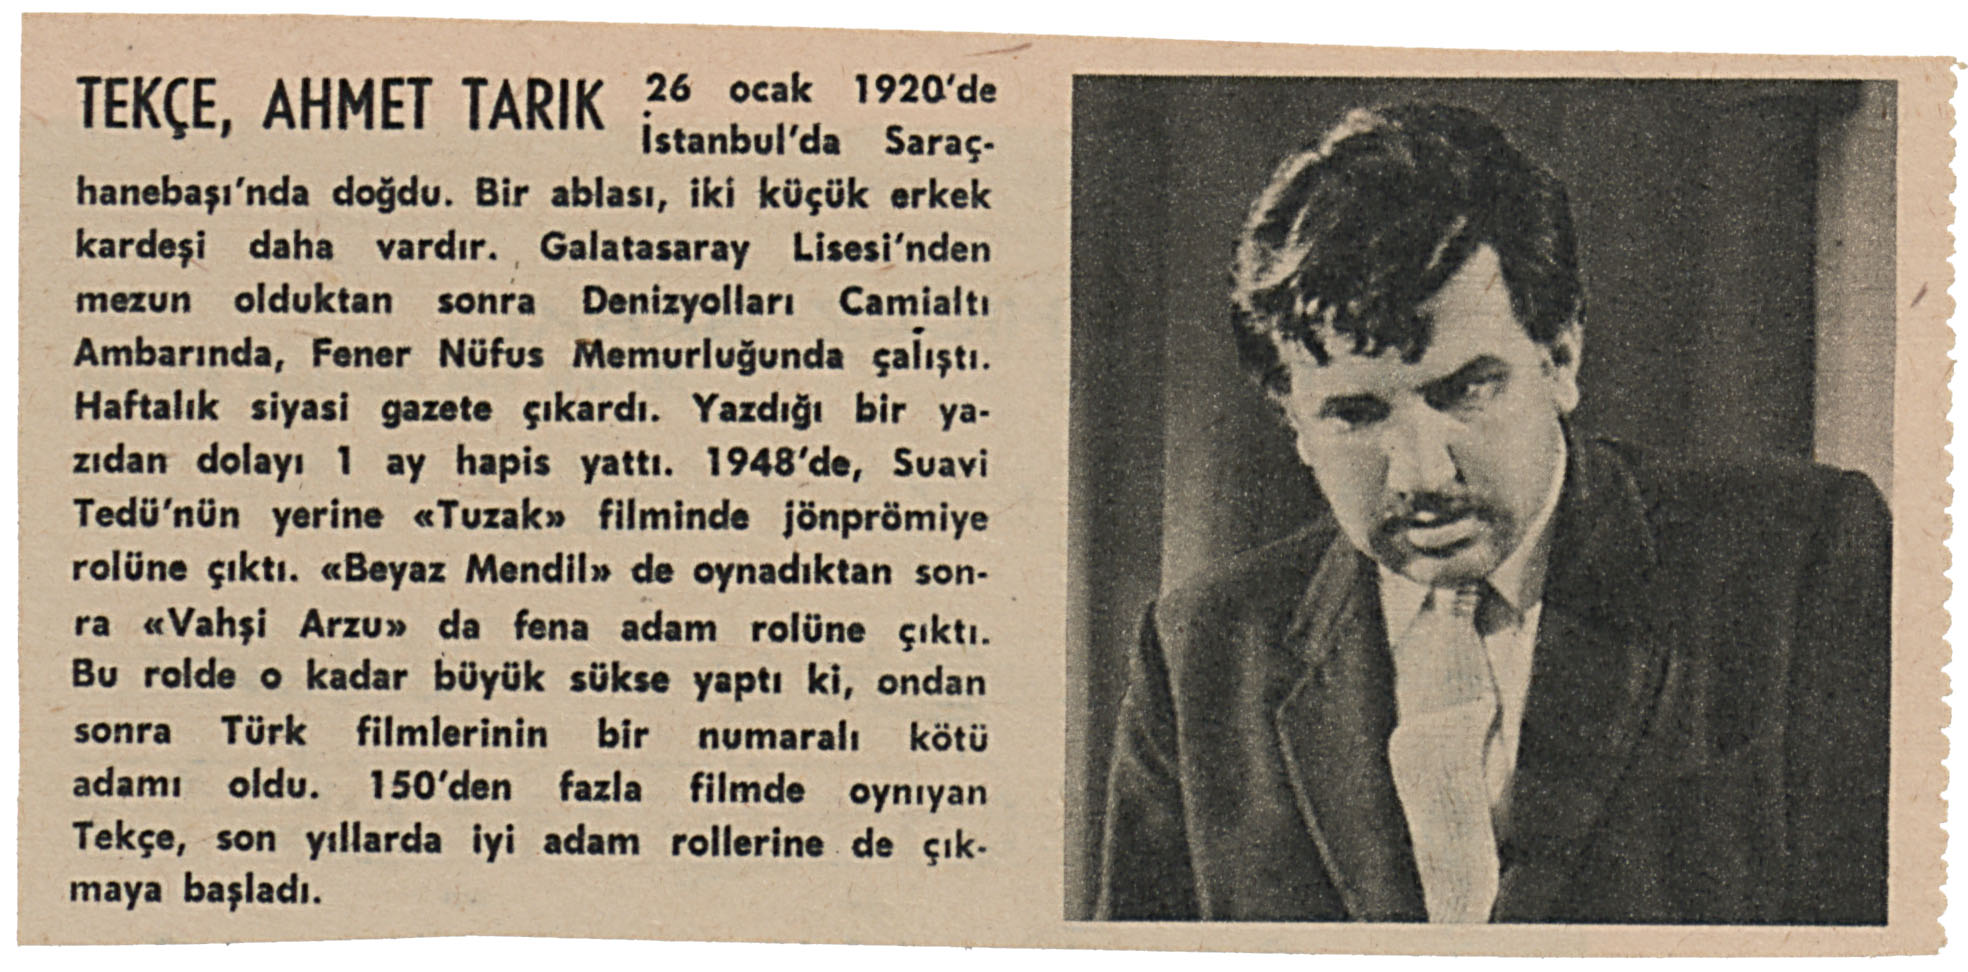 TEKÇE, AHMET TARIK 26 ocak 1920'de
İstanbul'da Saraç-
hanebaşı'nda doğdu. Bir ablası, iki küçük erkek
kardeşi daha vardır. Galatasaray Lisesi'nden
mezun olduktan sonra Denizyolları Camialtı
Ambarında, Fener Nüfus Memurluğunda çalıştı.
Haftalık siyasi gazete çıkardı. Yazdığı bir ya-
zıdan dolayı 1 ay hapis yattı. 1948'de, Suavi
Tedü'nün yerine «Tuzak» filminde jönprömiye
rolüne çıktı. «Beyaz Mendil» de oynadıktan son-
ra «Vahşi Arzu» da fena adam rolüne çıktı.
Bu rolde o kadar büyük sükse yaptı ki, ondan
sonra Türk filmlerinin bir numaralı kötü
adamı oldu. 150'den fazla filmde oynıyan
Tekçe, son yıllarda iyi adam rollerine de çık-
maya başladı.